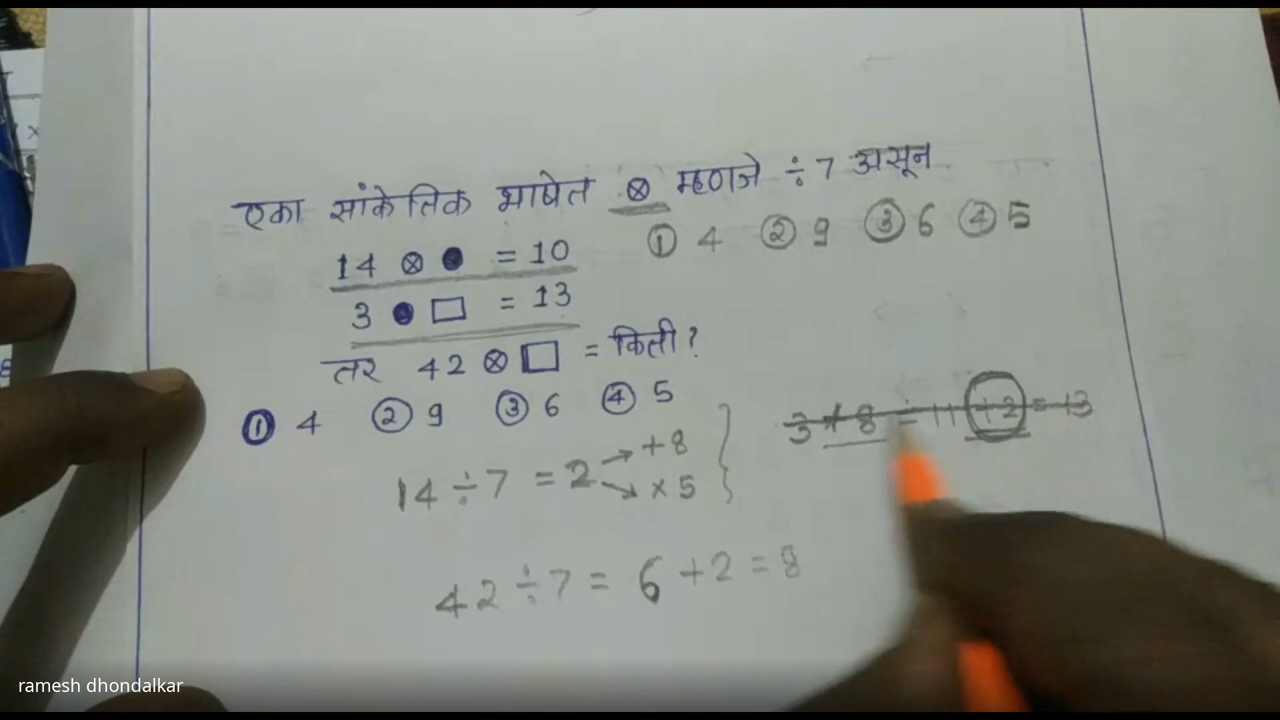 एका सांकेतिक भाषेत ⊗ म्हणजे ÷7 असून
14 ⊗ ● = 10
① 4 ② 9 ③ 6 ④ 5
3 ● □ = 13
तर 42 ⊗ □ = किती?
① 4 ② 9 ③ 6 ④ 5
14 ÷ 7 = 2 → +8
→ × 5
3 + 8 = 11 +2 = 13
42 ÷ 7 = 6 + 2 = 8
ramesh dhondalkar